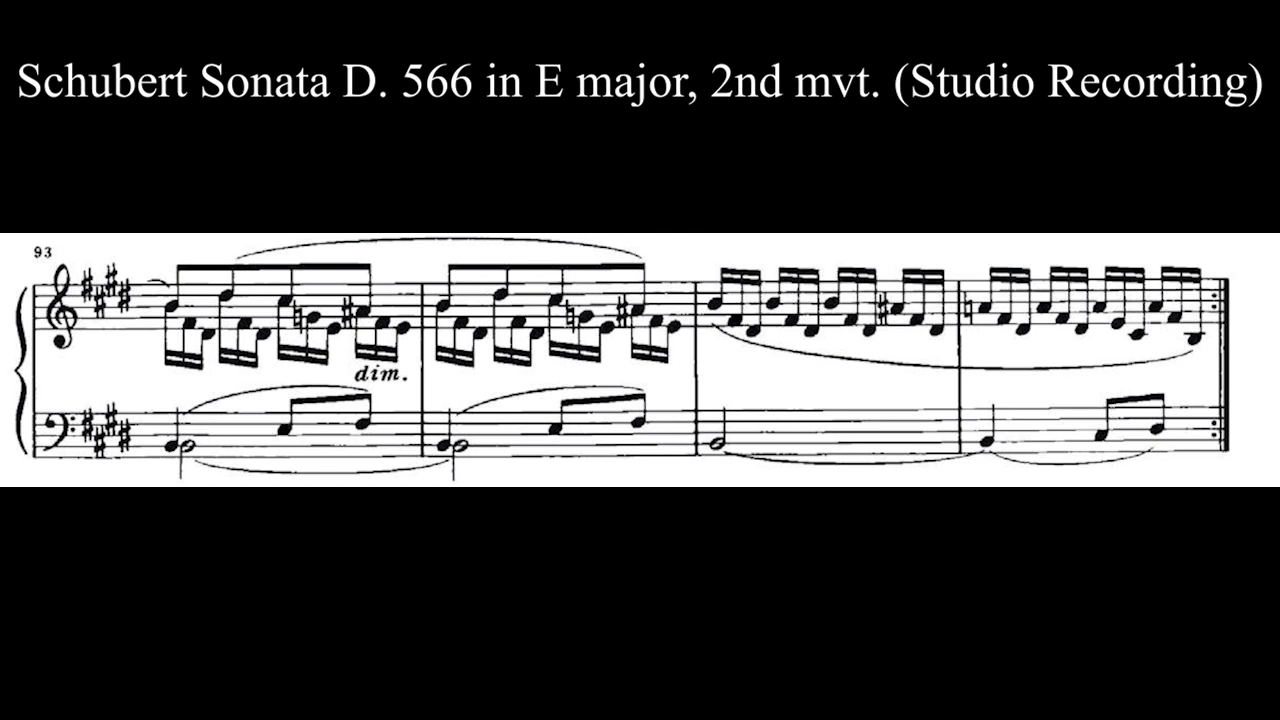 Schubert Sonata D. 566 in E major, 2nd mvt. (Studio Recording)
93
dim.